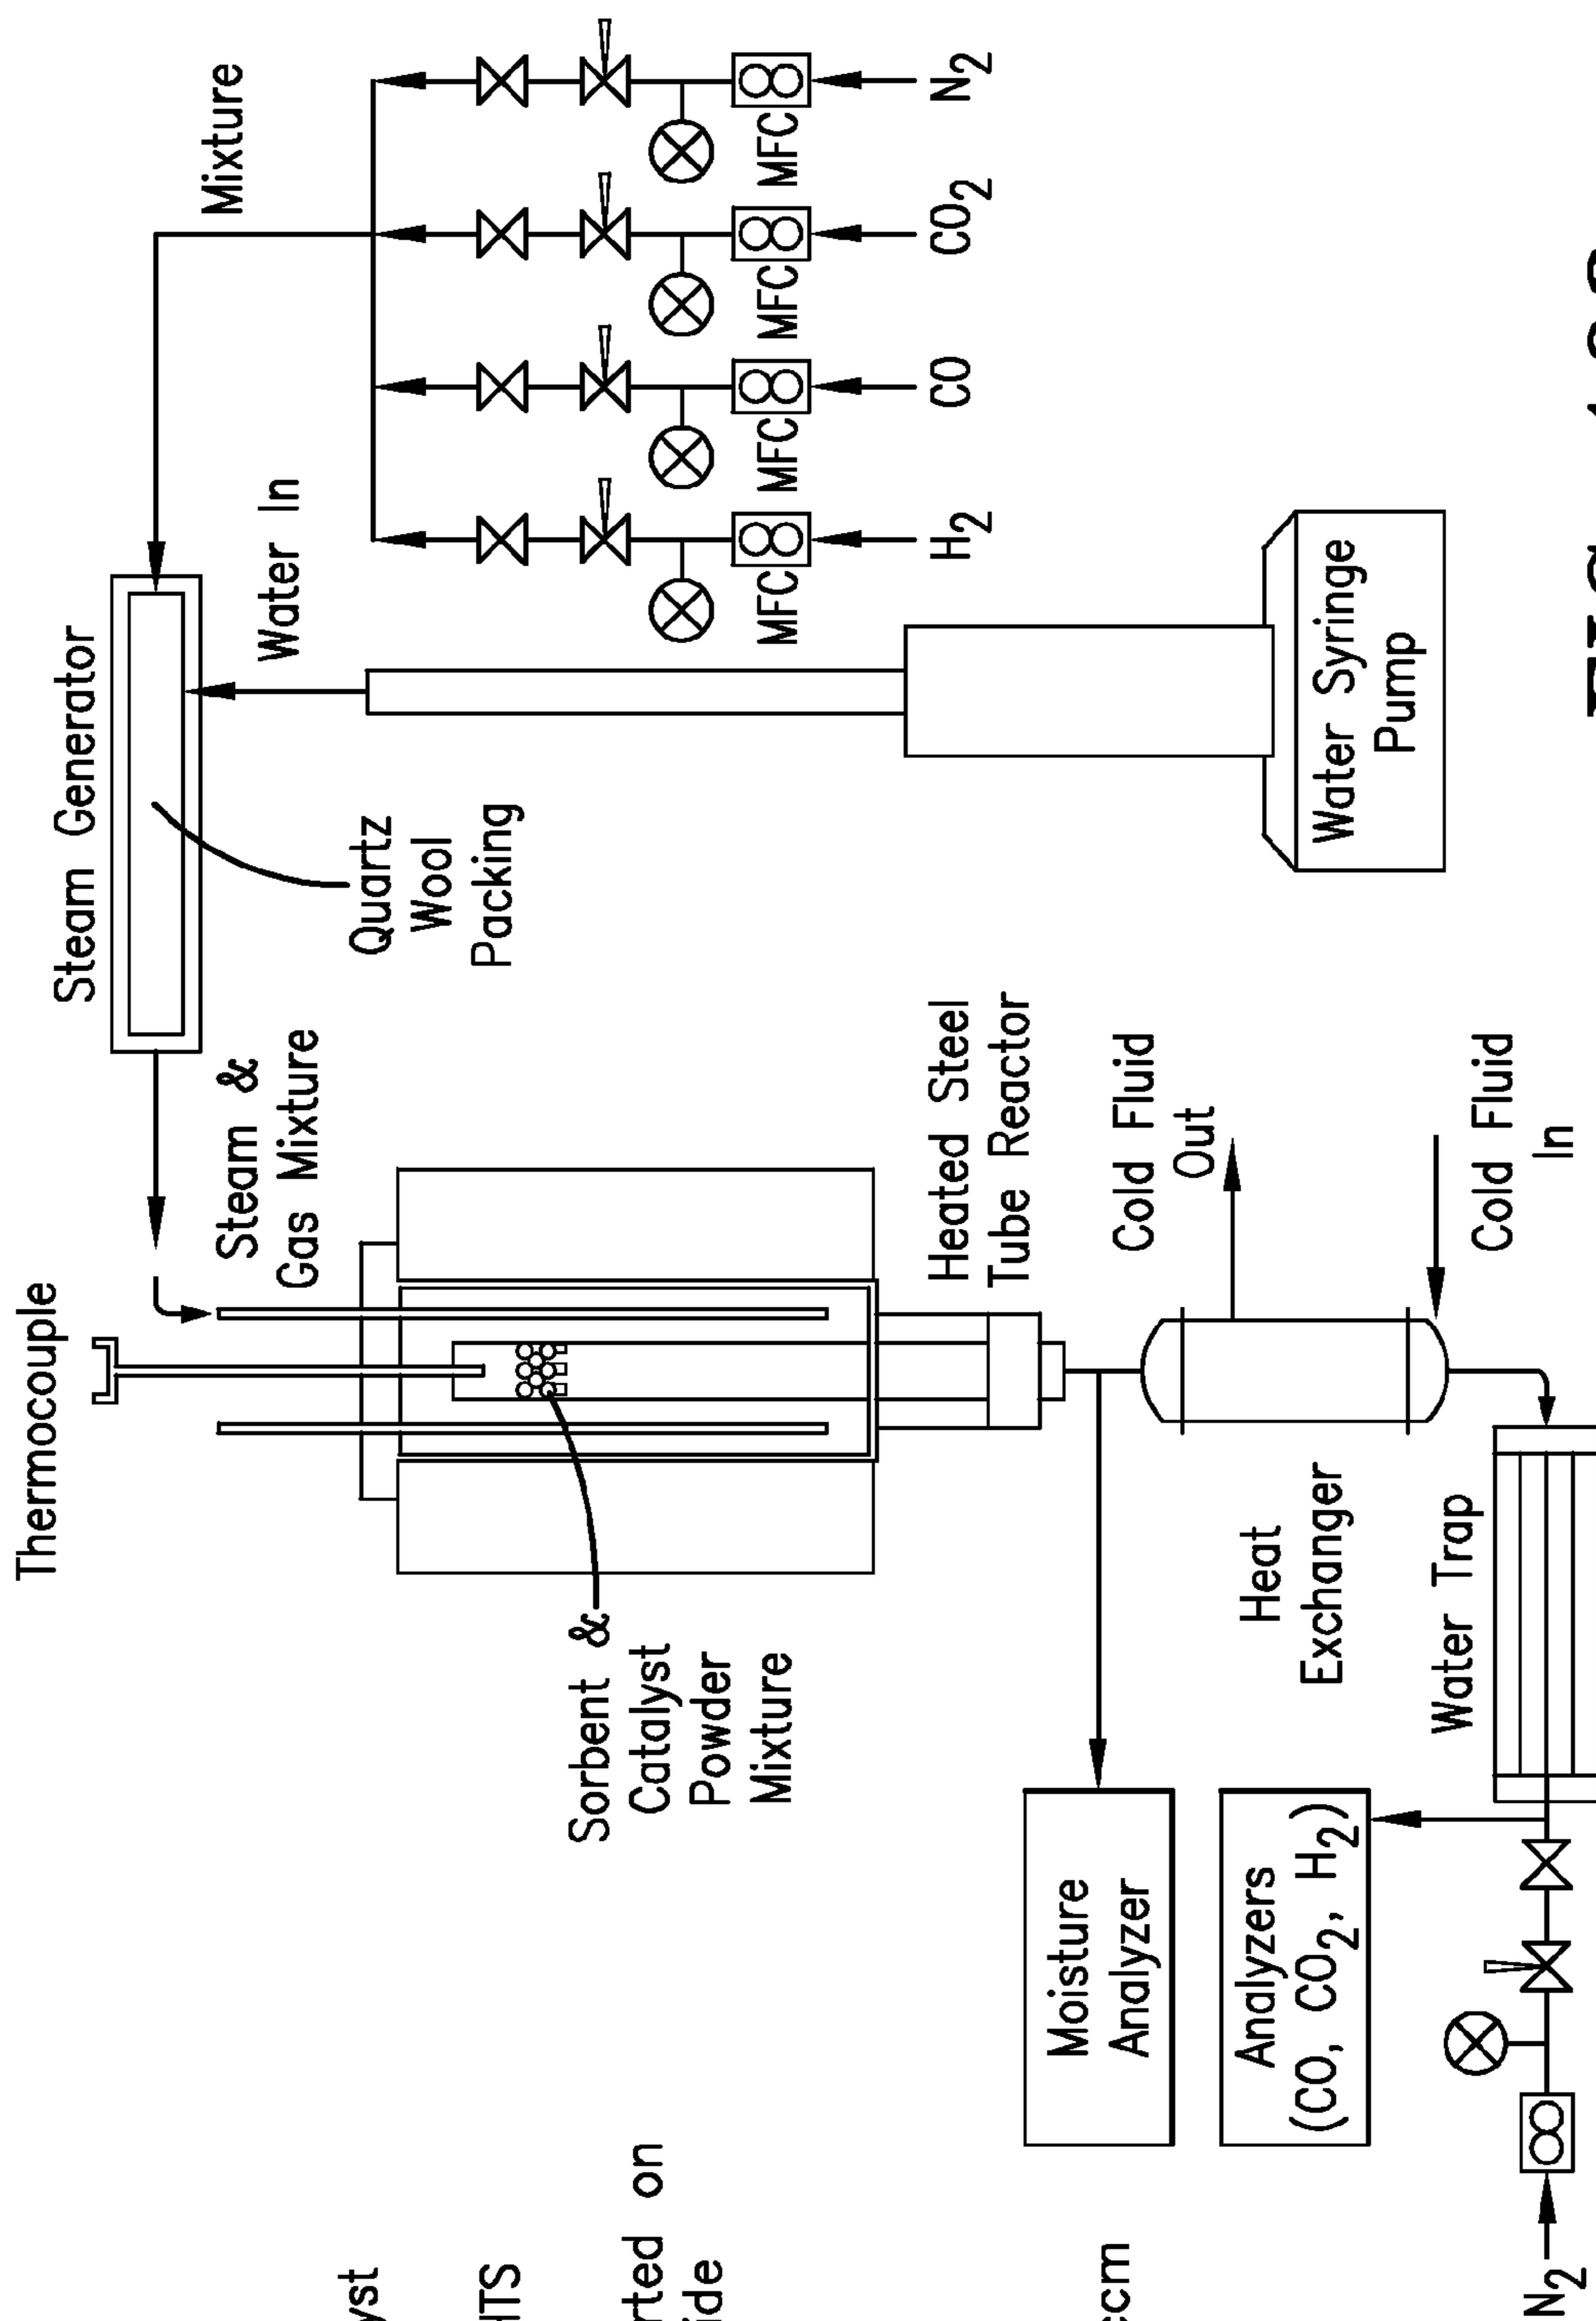 Thermocouple
Steam Generator
Mixture
Steam &
Gas Mixture
Water In
Quartz
Wool
Packing
Sorbent &
Catalyst
Powder
Mixture
MFC
MFC
MFC
MFC
H2
CO
CO2
N2
Heated Steel
Tube Reactor
Cold Fluid
Out
Water Syringe
Pump
Moisture
Analyzer
Analyzers
(CO, CO2, H2)
Heat
Exchanger
Water Trap
Cold Fluid
In
N2